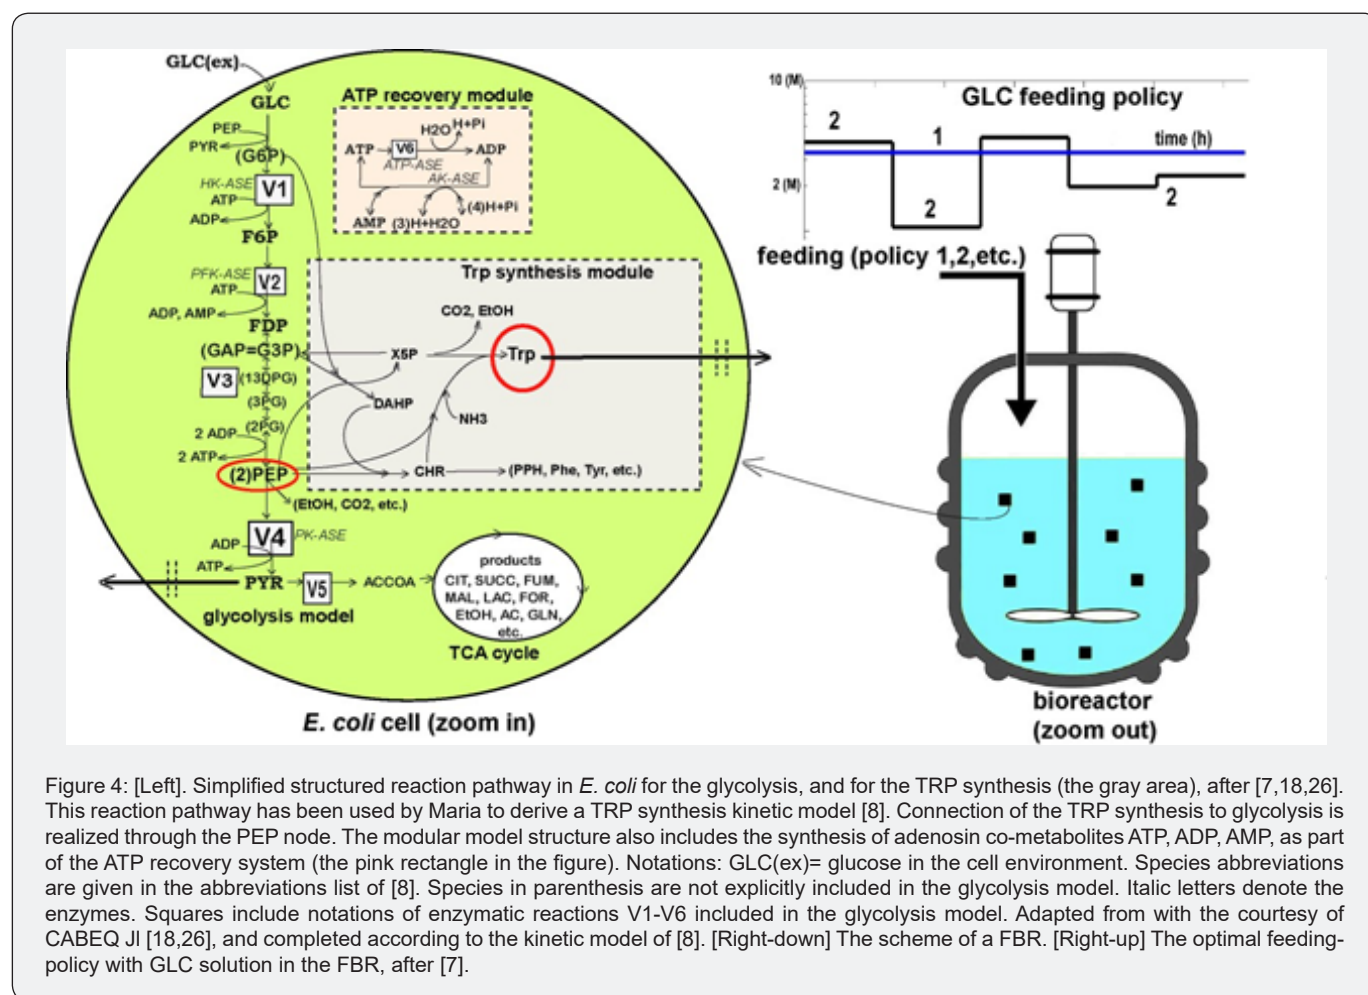 GLC(ex)
GLC
PEP
PYR
(G6P)
HK-ASE
V1
ATP
ADP
F6P
PFK-ASE
V2
ATP
ADP, AMP
FDP
(GAP=G3P)
V3
(13DPG)
(3PG)
(2PG)
2 ADP
2 ATP
(2)PEP
(EtOH, CO2, etc.)
V4
PK-ASE
ADP
ATP
PYR
V5
ACCOA
glycolysis model
products
CIT, SUCC, FUM,
MAL, LAC, FOR,
EtOH, AC, GLN,
etc.
TCA cycle
ATP recovery module
H2O
H+Pi
ATP
V6
ADP
ATP-ASE
AK-ASE
AMP
(3)H+H2O
(4)H+Pi
Trp synthesis module
CO2, EtOH
X5P
Trp
DAHP
NH3
CHR
(PPH, Phe, Tyr, etc.)
E. coli cell (zoom in)
10 (M)
GLC feeding policy
2
1
time (h)
2 (M)
2
2
feeding (policy 1,2,etc.)
bioreactor
(zoom out)
Figure 4: [Left]. Simplified structured reaction pathway in E. coli for the glycolysis, and for the TRP synthesis (the gray area), after [7,18,26].
This reaction pathway has been used by Maria to derive a TRP synthesis kinetic model [8]. Connection of the TRP synthesis to glycolysis is
realized through the PEP node. The modular model structure also includes the synthesis of adenosin co-metabolites ATP, ADP, AMP, as part
of the ATP recovery system (the pink rectangle in the figure). Notations: GLC(ex)= glucose in the cell environment. Species abbreviations
are given in the abbreviations list of [8]. Species in parenthesis are not explicitly included in the glycolysis model. Italic letters denote the
enzymes. Squares include notations of enzymatic reactions V1-V6 included in the glycolysis model. Adapted from with the courtesy of
CABEQ Jl [18,26], and completed according to the kinetic model of [8]. [Right-down] The scheme of a FBR. [Right-up] The optimal feeding-
policy with GLC solution in the FBR, after [7].